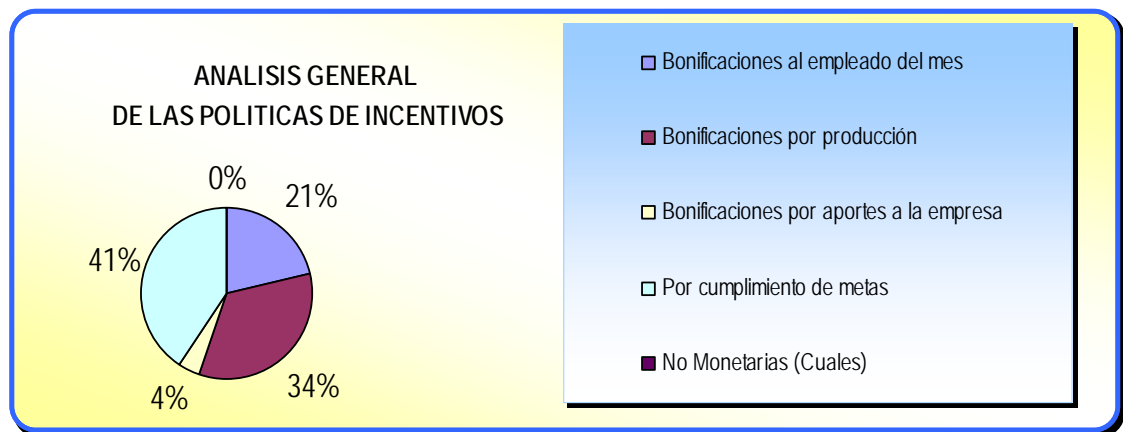 ANALISIS GENERAL
DE LAS POLITICAS DE INCENTIVOS
0%
21%
41%
4%
34%
Bonificaciones al empleado del mes
Bonificaciones por producción
Bonificaciones por aportes a la empresa
Por cumplimiento de metas
No Monetarias (Cuales)